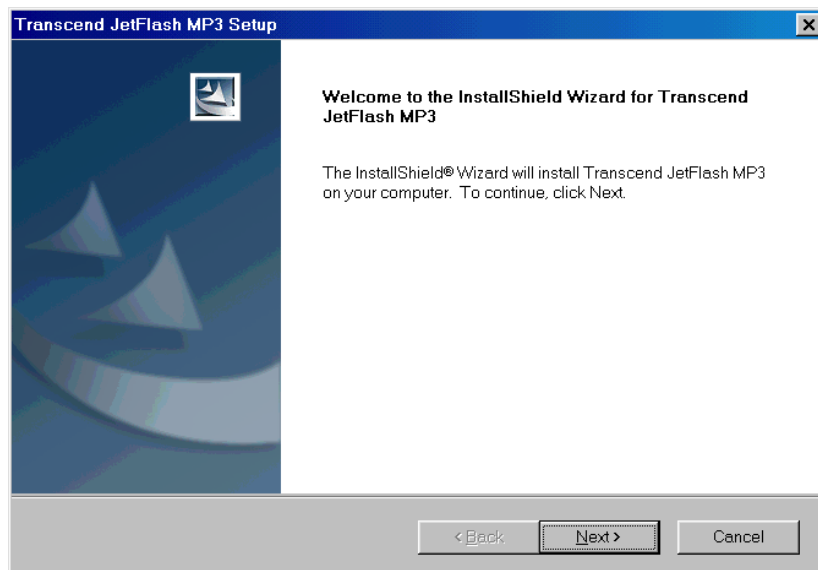 Transcend JetFlash MP3 Setup
Welcome to the InstallShield Wizard for Transcend
JetFlash MP3
The InstallShield® Wizard will install Transcend JetFlash MP3
on your computer. To continue, click Next.
< Back
Next >
Cancel